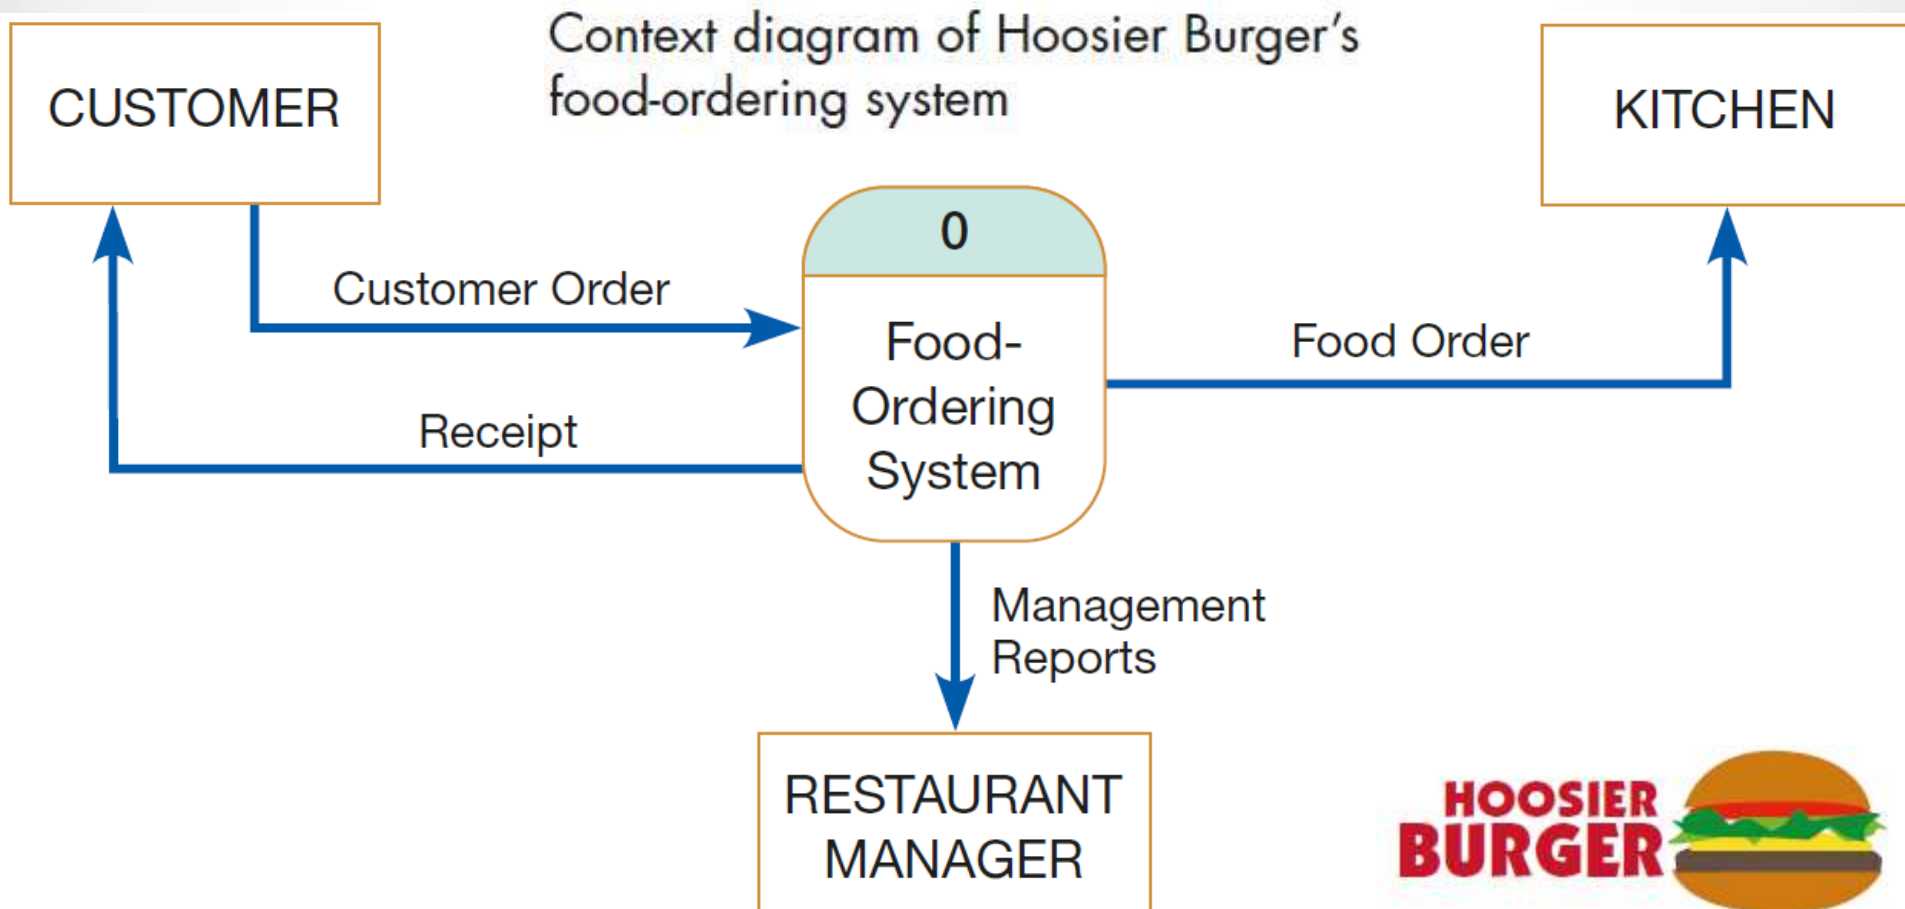 Context diagram of Hoosier Burger's
food-ordering system
CUSTOMER
KITCHEN
0
Food-
Ordering
System
Customer Order
Receipt
Food Order
Management
Reports
RESTAURANT
MANAGER
HOOSIER
BURGER